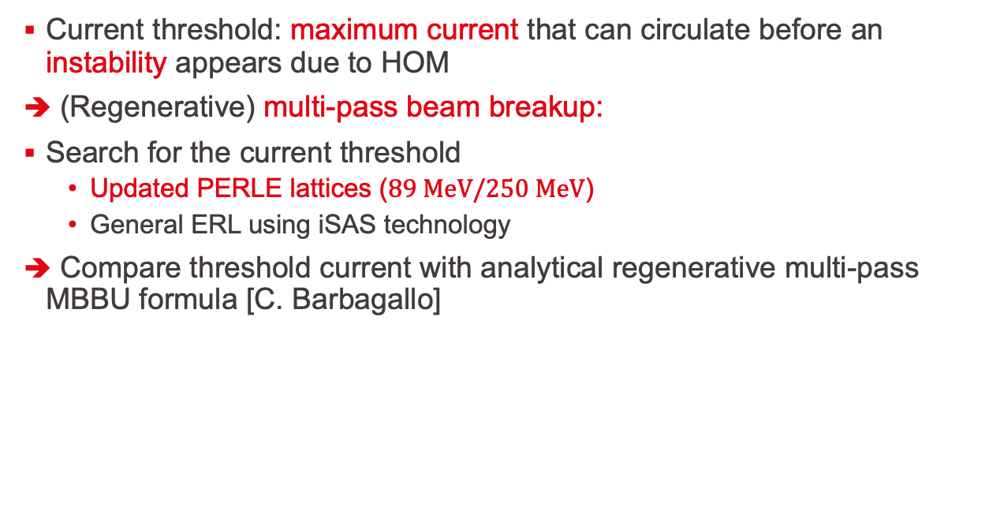 ▪ Current threshold: maximum current that can circulate before an
instability appears due to HOM
➔ (Regenerative) multi-pass beam breakup:
▪ Search for the current threshold
• Updated PERLE lattices (89 MeV/250 MeV)
• General ERL using iSAS technology
➔ Compare threshold current with analytical regenerative multi-pass
MBBU formula [C. Barbagallo]